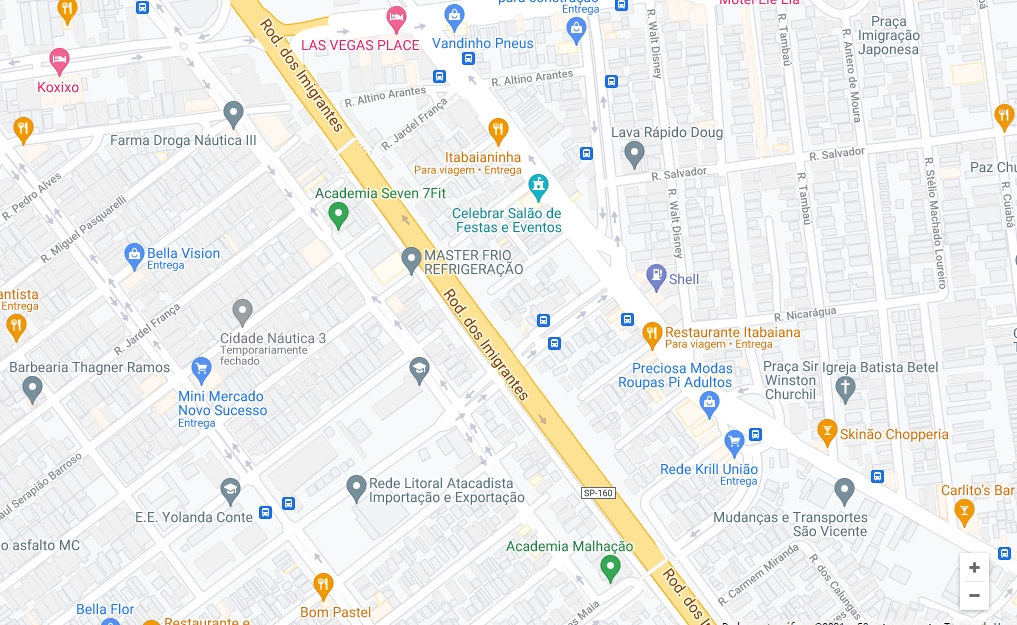 para construção
Entrega
Motel Ele Ela
LAS VEGAS PLACE
Vandinho Pneus
Koxixo
Praça
Imigração
Japonesa
R. Walt Disney
R. Tambaú
R. Antero de Moura
Rod. dos Imigrantes
R. Altino Arantes
R. Altino Arantes
R. Jardel França
Farma Droga Náutica III
Lava Rápido Doug
Itabaianinha
Para viagem • Entrega
R. Salvador
R. Salvador
Paz Chu
R. Pedro Alves
R. Miguel Pasquarelli
Academia Seven 7Fit
Celebrar Salão de
Festas e Eventos
R. Walt Disney
R. Tambaú
R. Stélio Machado Loureiro
R. Cuiabá
Bella Vision
Entrega
MASTER FRIO
REFRIGERAÇÃO
Shell
antista
Entrega
R. Jardel França
Cidade Náutica 3
Temporariamente
fechado
Rod. dos Imigrantes
R. Nicarágua
Restaurante Itabaiana
Para viagem • Entrega
Barbearia Thagner Ramos
Mini Mercado
Novo Sucesso
Entrega
Preciosa Modas
Roupas Pi Adultos
Praça Sir
Winston
Churchil
Igreja Batista Betel
Skinão Chopperia
aulo Serapião Barroso
Rede Krill União
Entrega
Rede Litoral Atacadista
Importação e Exportação
SP-160
E.E. Yolanda Conte
Mudanças e Transportes
São Vicente
Carlito's Bar
o asfalto MC
Academia Malhação
R. Carmem Miranda
R. dos Calungas
Rod. dos I
Bella Flor
Bom Pastel
os Maia
Restaurante e
+
−